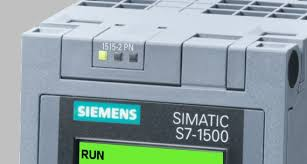 1515-2 PN
SIEMENS
SIMATIC
S7-1500
RUN